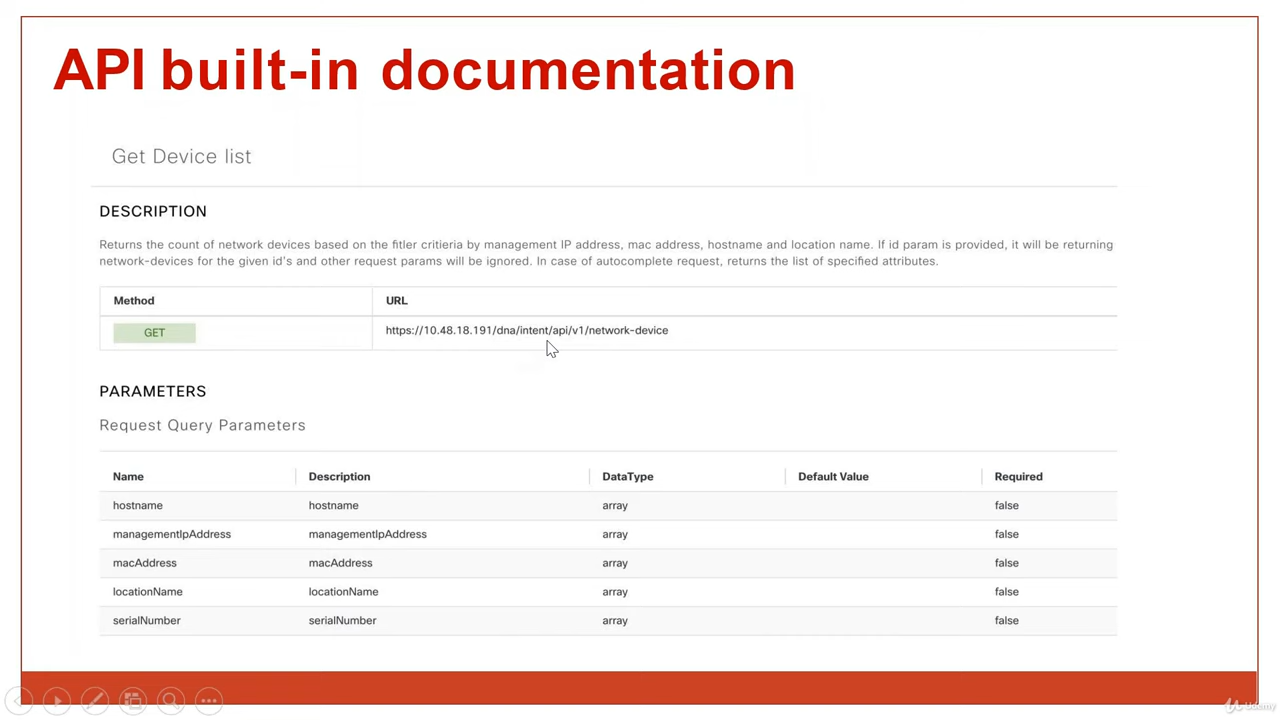 API built-in documentation
Get Device list
DESCRIPTION
Returns the count of network devices based on the fitler critieria by management IP address, mac address, hostname and location name. If id param is provided, it will be returning
network-devices for the given id's and other request params will be ignored. In case of autocomplete request, returns the list of specified attributes.
Method URL
GET https://10.48.18.191/dna/intent/api/v1/network-device
PARAMETERS
Request Query Parameters
Name Description DataType Default Value Required
hostname hostname array false
managementIpAddress managementIpAddress array false
macAddress macAddress array false
locationName locationName array false
serialNumber serialNumber array false
Udemy